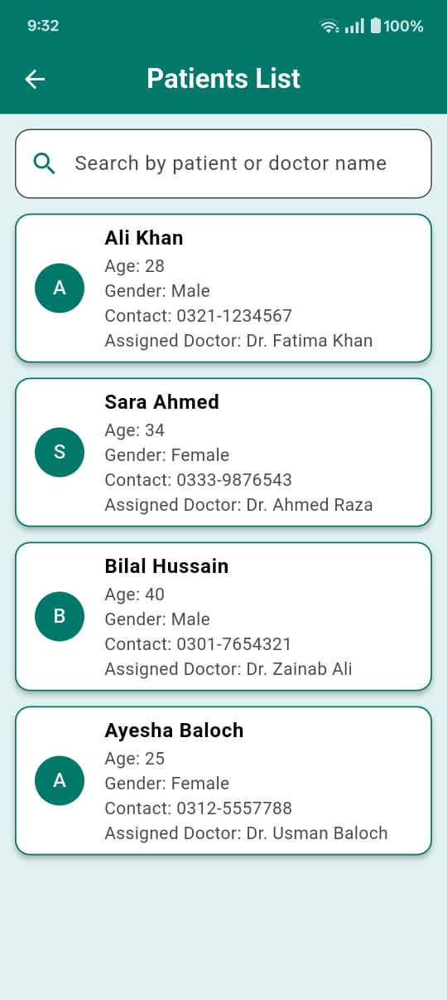 9:32 100%
Patients List
Search by patient or doctor name
Ali Khan
A
Age: 28
Gender: Male
Contact: 0321-1234567
Assigned Doctor: Dr. Fatima Khan
Sara Ahmed
S
Age: 34
Gender: Female
Contact: 0333-9876543
Assigned Doctor: Dr. Ahmed Raza
Bilal Hussain
B
Age: 40
Gender: Male
Contact: 0301-7654321
Assigned Doctor: Dr. Zainab Ali
Ayesha Baloch
A
Age: 25
Gender: Female
Contact: 0312-5557788
Assigned Doctor: Dr. Usman Baloch